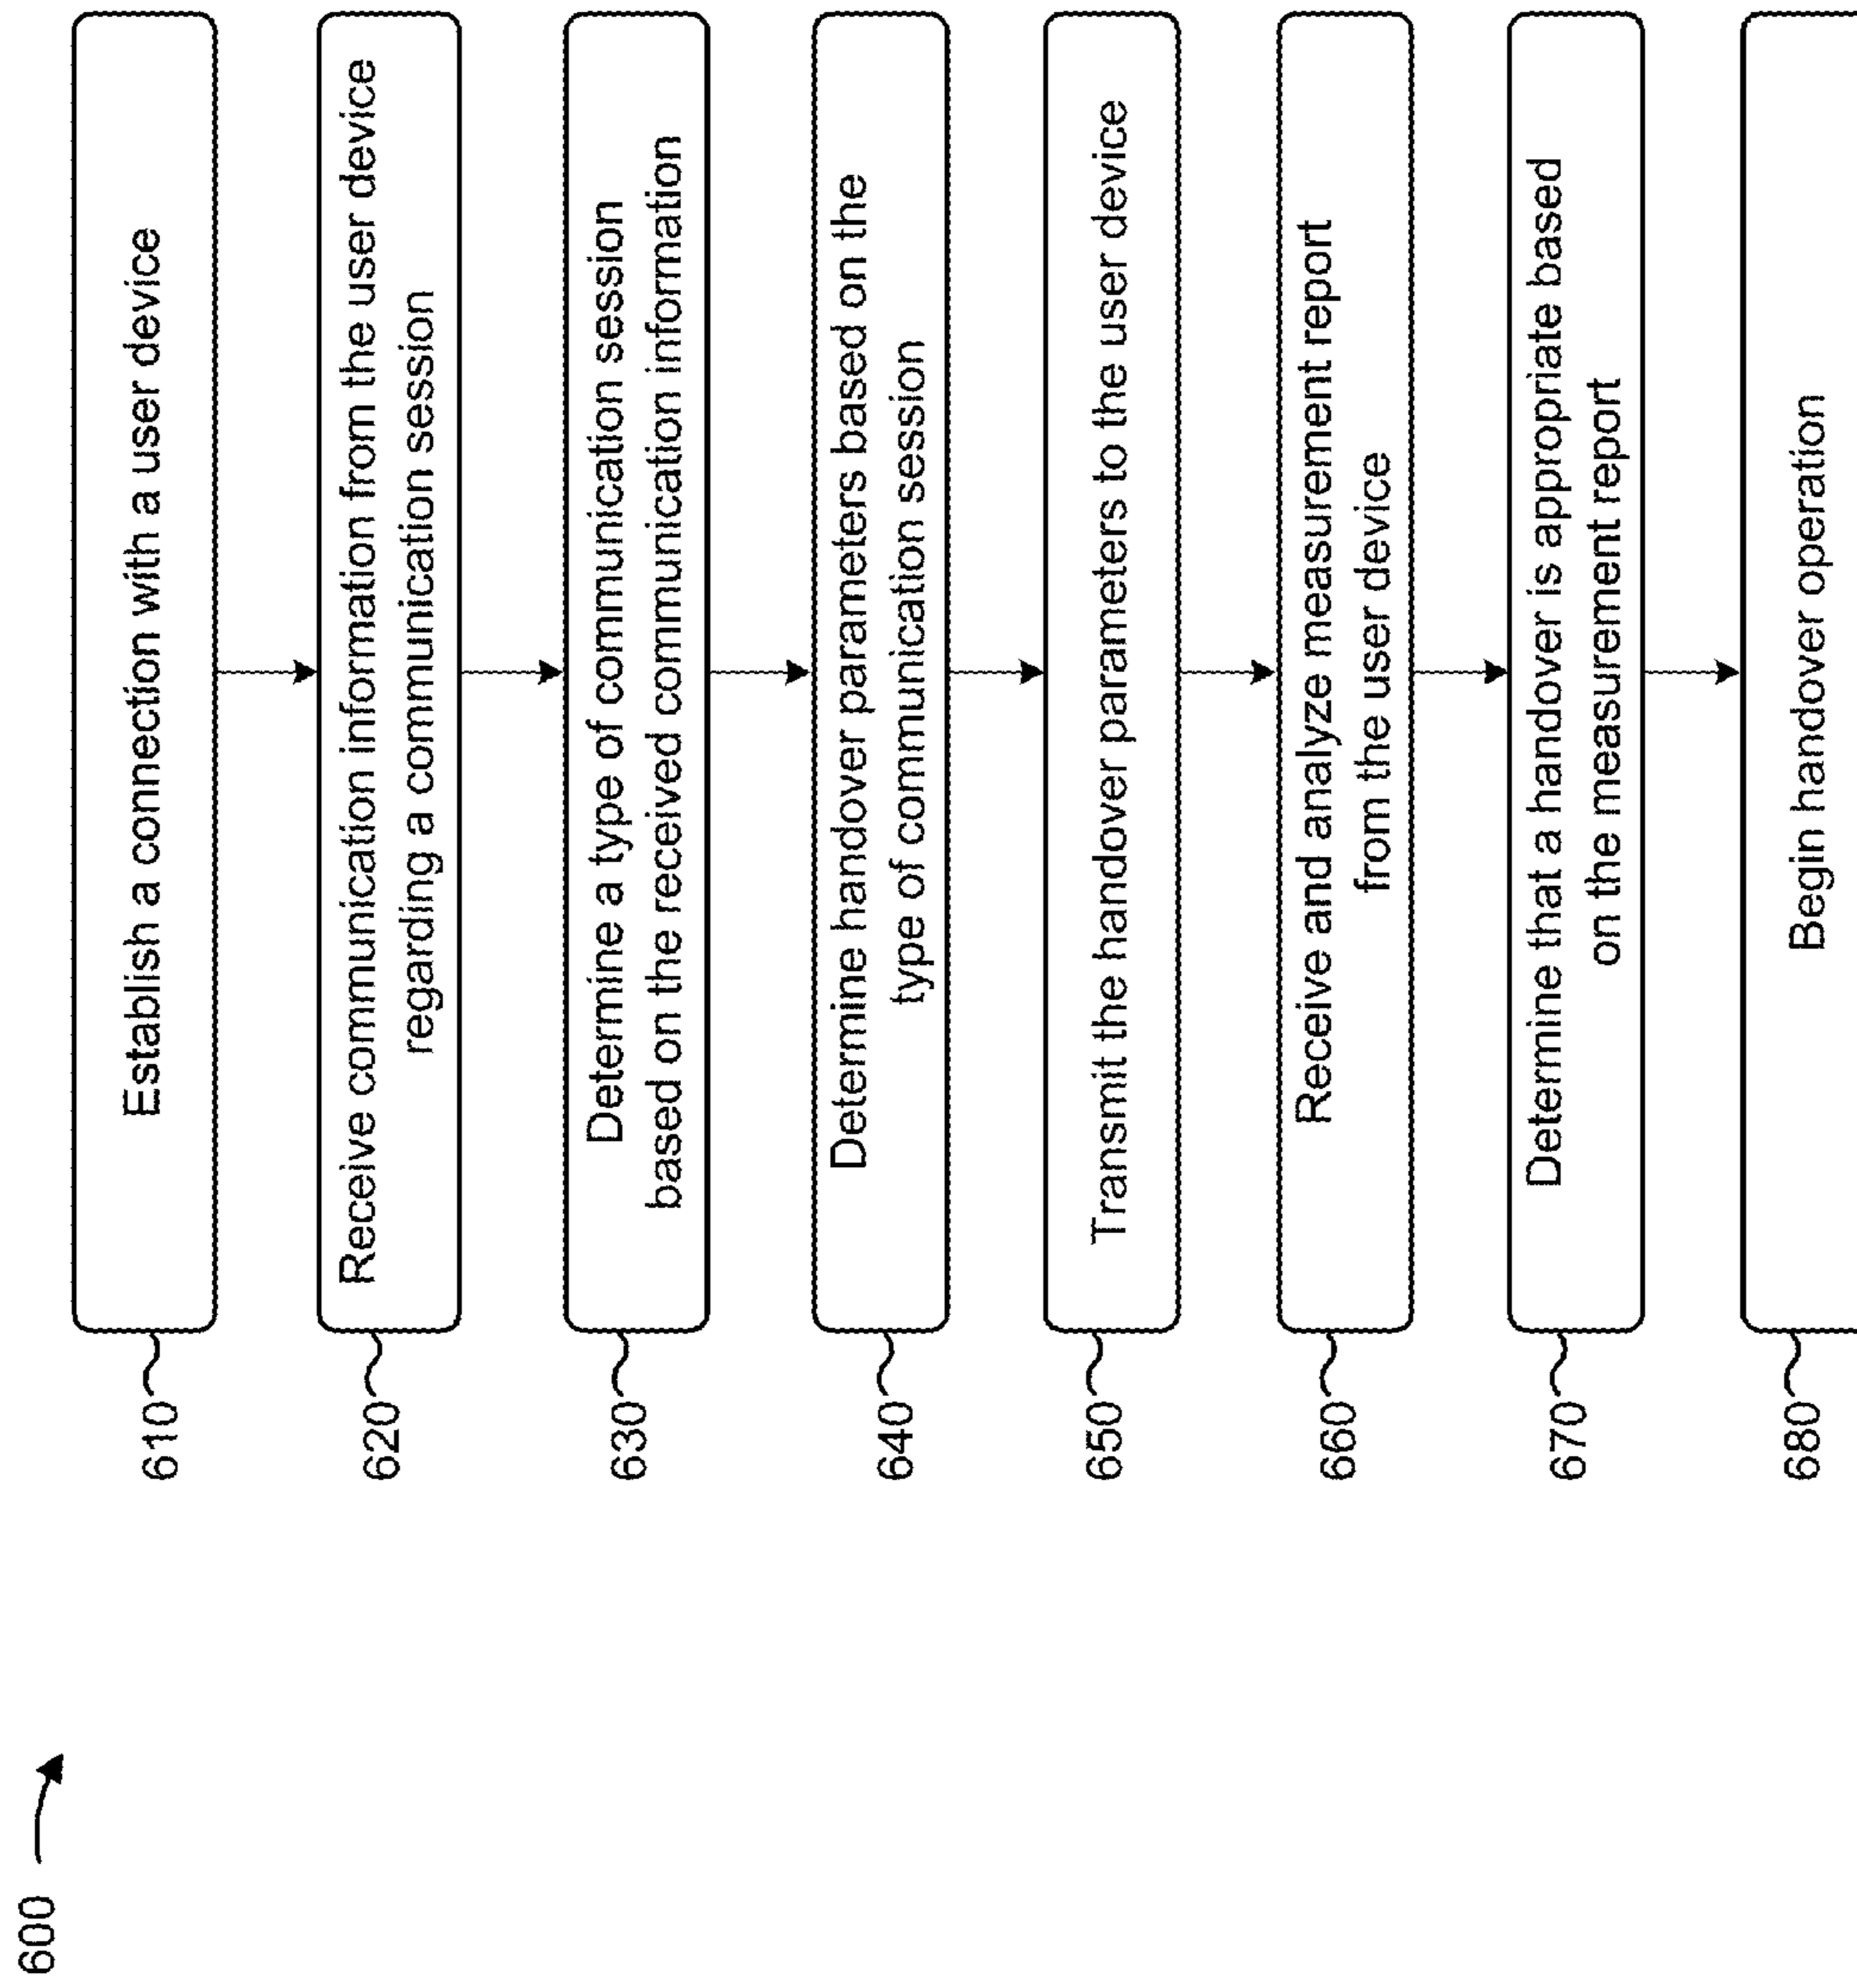 600
610
Establish a connection with a user device
620
Receive communication information from the user device
regarding a communication session
630
Determine a type of communication session
based on the received communication information
640
Determine handover parameters based on the
type of communication session
650
Transmit the handover parameters to the user device
660
Receive and analyze measurement report
from the user device
670
Determine that a handover is appropriate based
on the measurement report
680
Begin handover operation